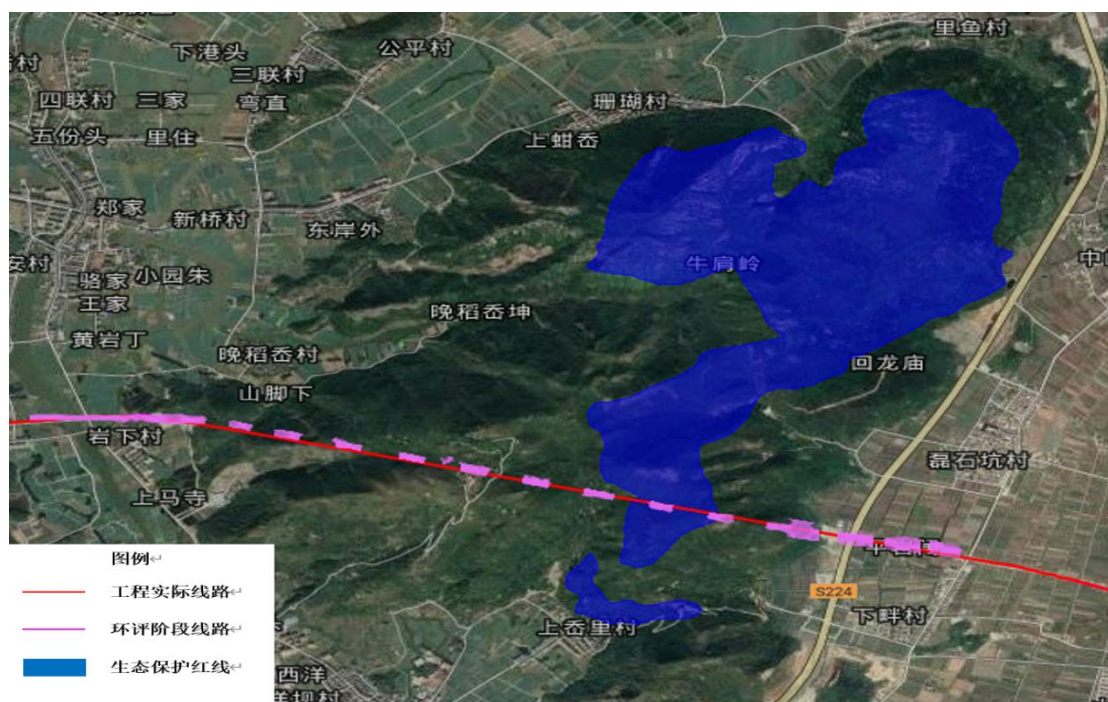 下港头
公平村
里鱼村
三联村
四联村
三家
弯直
珊瑚村
五份头
里住
上蚶岙
郑家
新桥村
东岸外
牛肩岭
骆家
小园朱
王家
晚稻岙坤
黄岩丁
晚稻岙村
回龙庙
山脚下
岩下村
磊石坑村
上马寺
图例↵
工程实际线路↵
S224
环评阶段线路↵
上岙里村
下畔村
生态保护红线↵
西洋